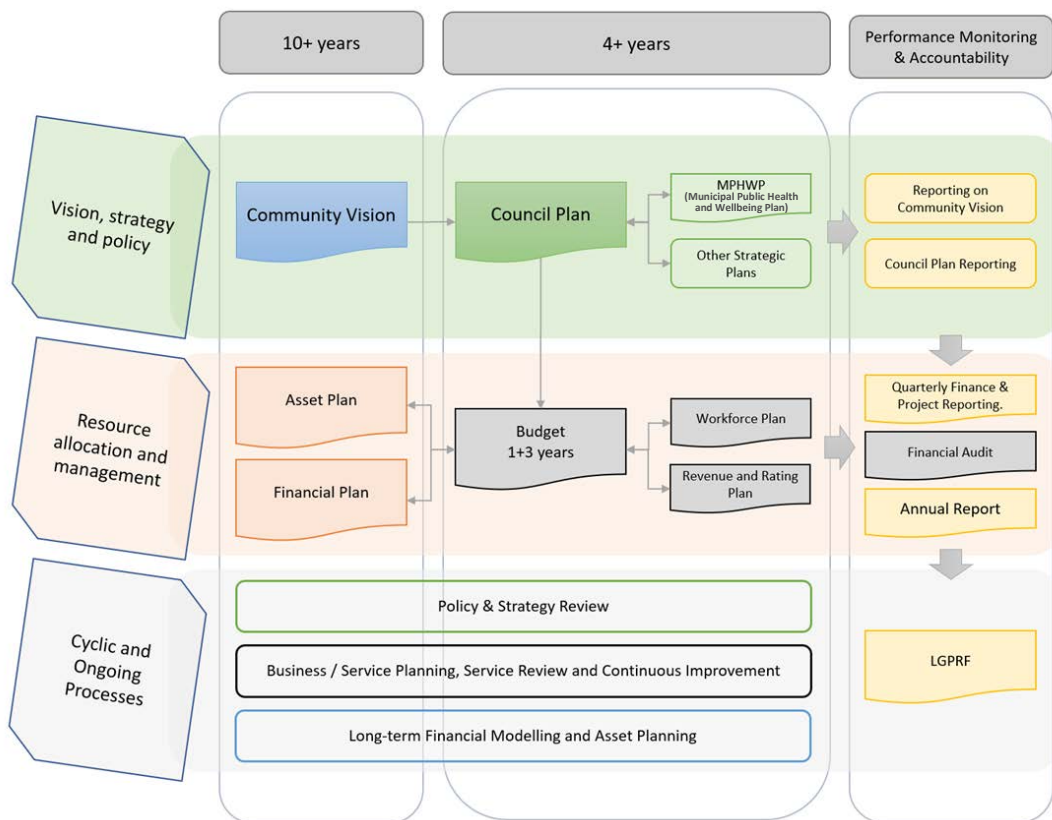 10+ years
4+ years
Performance Monitoring
& Accountability
Vision, strategy
and policy
Community Vision
Council Plan
MPHWP
(Municipal Public Health
and Wellbeing Plan)
Other Strategic
Plans
Reporting on
Community Vision
Council Plan Reporting
Resource
allocation and
management
Asset Plan
Financial Plan
Budget
1+3 years
Workforce Plan
Revenue and Rating
Plan
Quarterly Finance &
Project Reporting.
Financial Audit
Annual Report
Cyclic and
Ongoing
Processes
Policy & Strategy Review
Business / Service Planning, Service Review and Continuous Improvement
Long-term Financial Modelling and Asset Planning
LGPRF